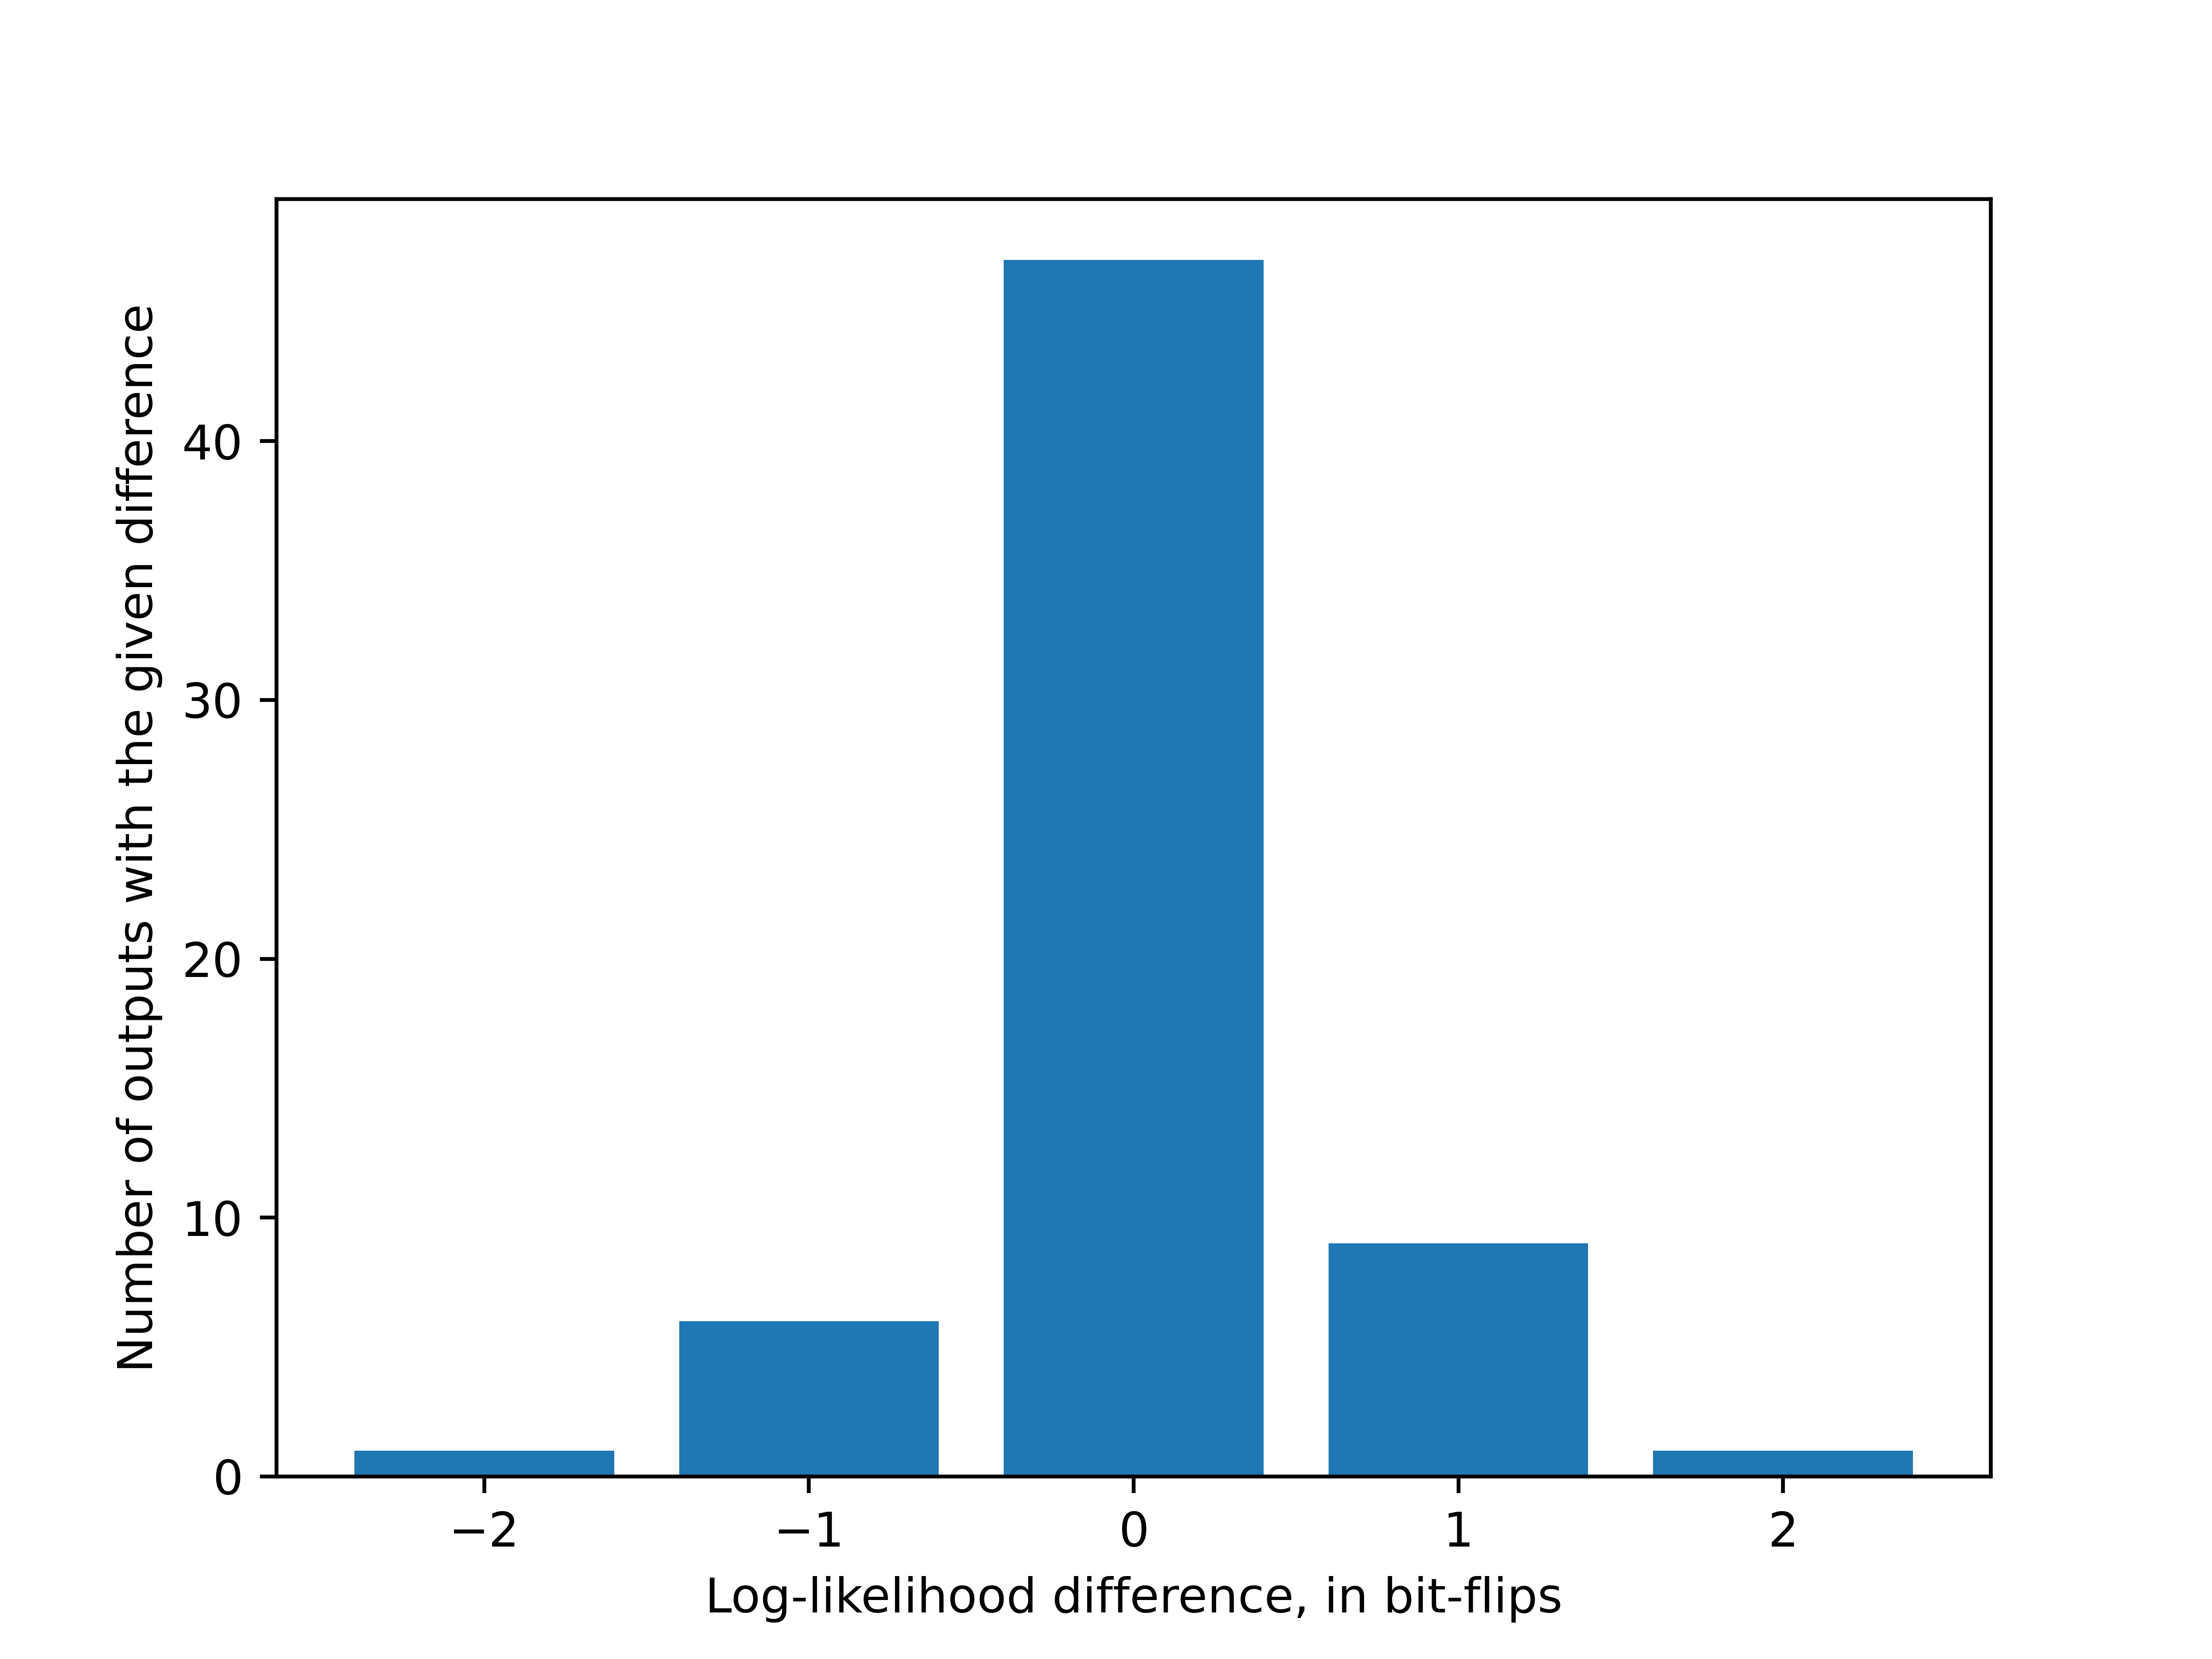 Number of outputs with the given difference
40
30
20
10
0
−2 −1 0 1 2
Log-likelihood difference, in bit-flips